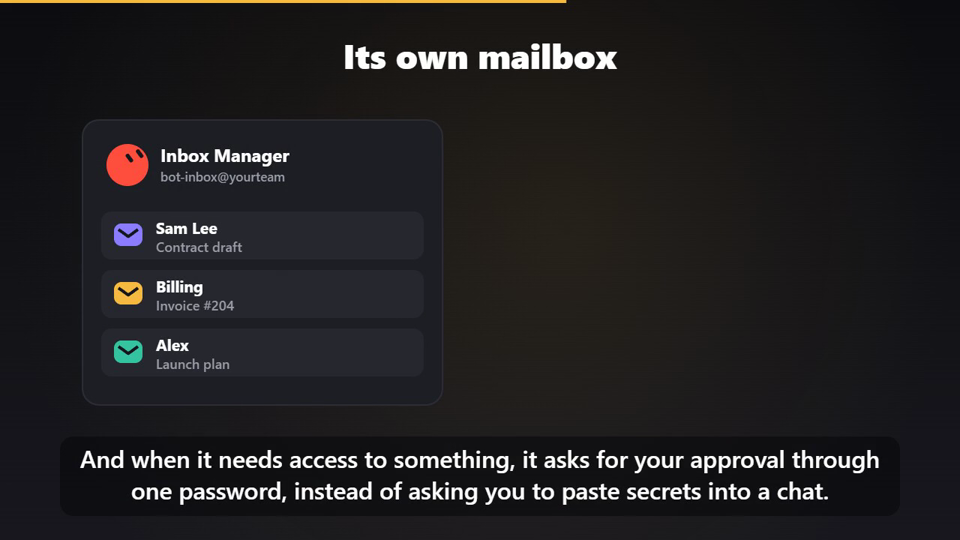 Its own mailbox
Inbox Manager
bot-inbox@yourteam
Sam Lee
Contract draft
Billing
Invoice #204
Alex
Launch plan
And when it needs access to something, it asks for your approval through
one password, instead of asking you to paste secrets into a chat.